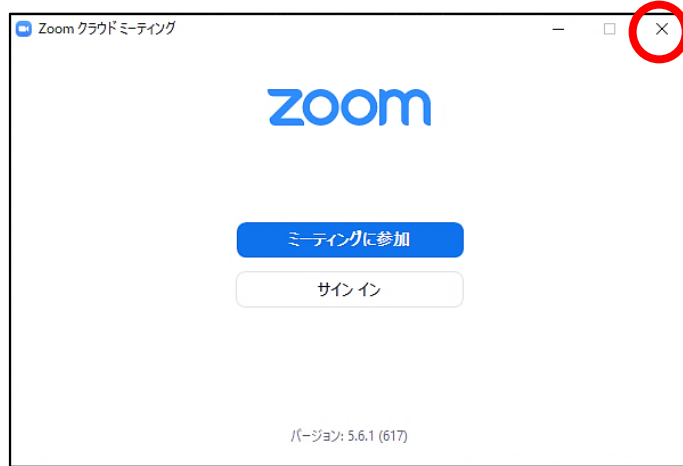 Zoom クラウド ミーティング
zoom
ミーティングに参加
サイン イン
バージョン: 5.6.1 (617)